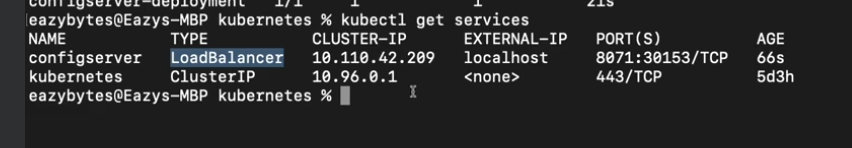 configserver-deployment 1/1 1 1 21s
eazybytes@Eazys-MBP kubernetes % kubectl get services
NAME TYPE CLUSTER-IP EXTERNAL-IP PORT(S) AGE
configserver LoadBalancer 10.110.42.209 localhost 8071:30153/TCP 66s
kubernetes ClusterIP 10.96.0.1 <none> 443/TCP 5d3h
eazybytes@Eazys-MBP kubernetes %